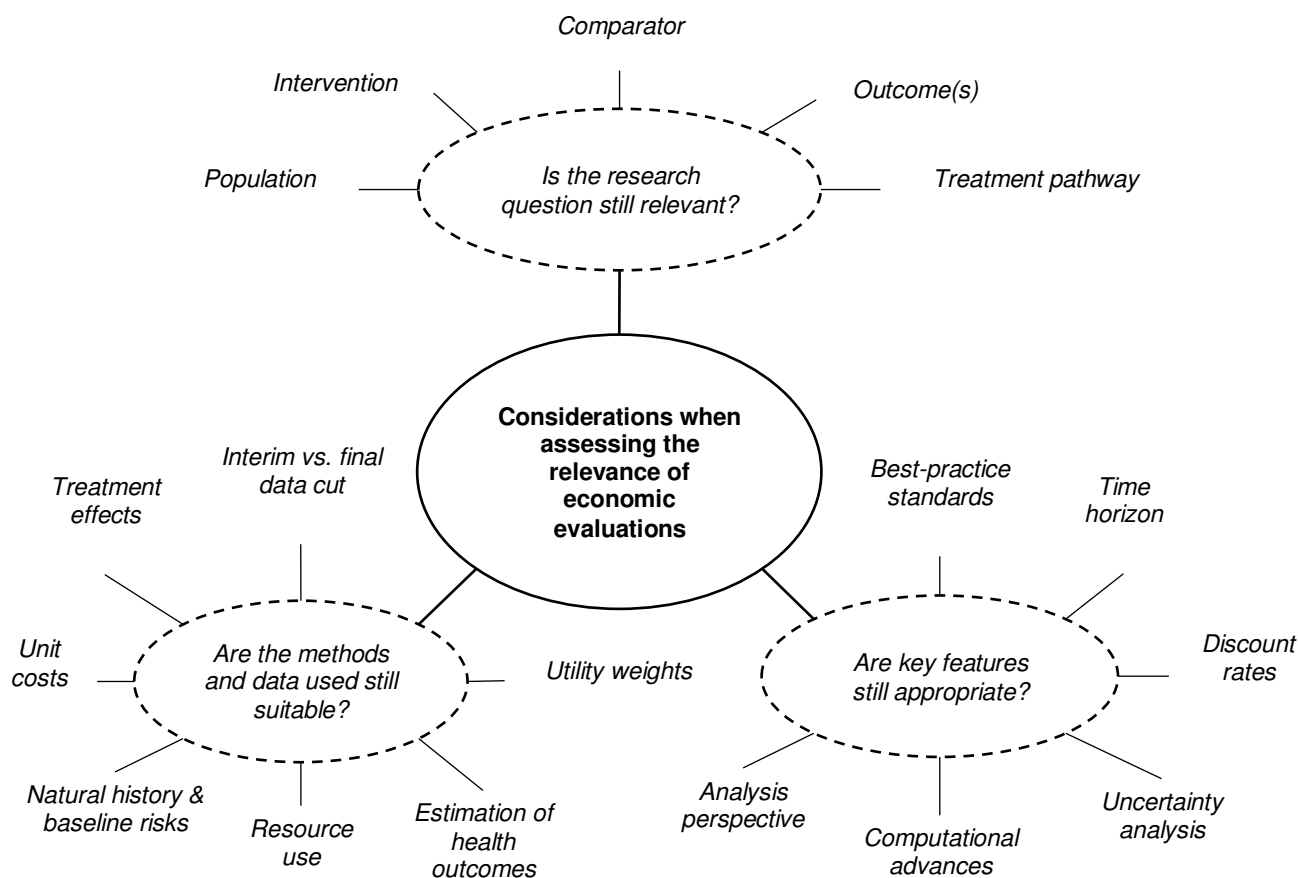 Comparator
Intervention
Outcome(s)
Population
Is the research
question still relevant?
Treatment pathway
Considerations when
assessing the
relevance of
economic
evaluations
Interim vs. final
data cut
Treatment
effects
Unit
costs
Are the methods
and data used still
suitable?
Utility weights
Natural history &
baseline risks
Resource
use
Estimation of
health
outcomes
Best-practice
standards
Time
horizon
Are key features
still appropriate?
Discount
rates
Analysis
perspective
Computational
advances
Uncertainty
analysis